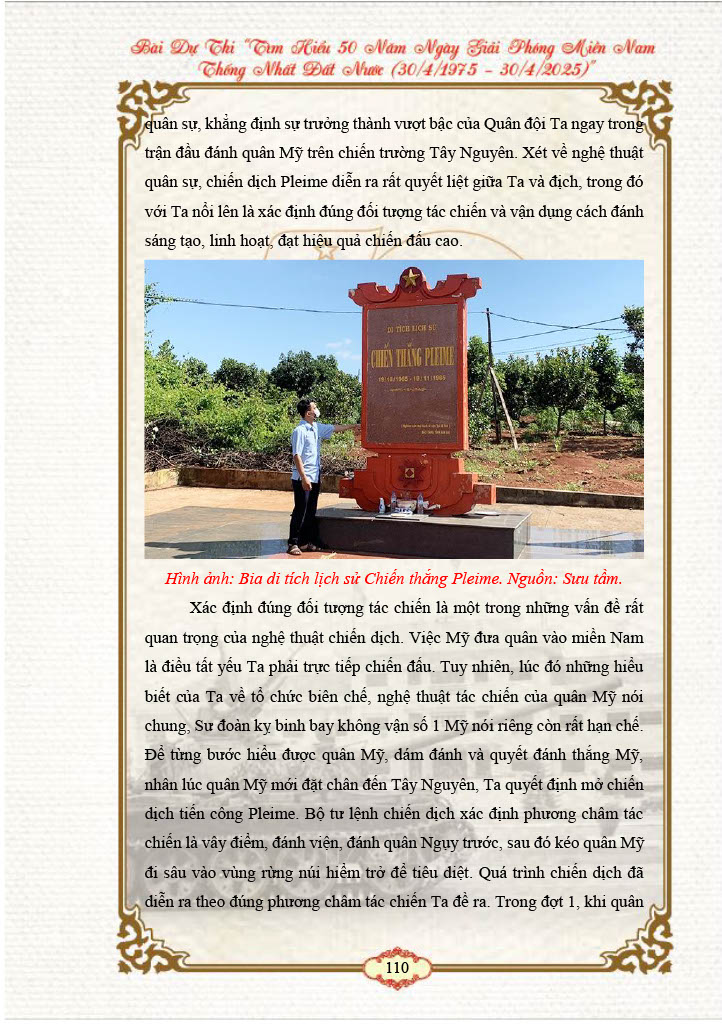 Bài Dự Thi “Tìm Hiểu 50 Năm Ngày Giải Phóng Miền Nam
Thống Nhất Đất Nước (30/4/1975 – 30/4/2025)”
quân sự, khẳng định sự trưởng thành vượt bậc của Quân đội Ta ngay trong
trận đầu đánh quân Mỹ trên chiến trường Tây Nguyên. Xét về nghệ thuật
quân sự, chiến dịch Pleime diễn ra rất quyết liệt giữa Ta và địch, trong đó
với Ta nổi lên là xác định đúng đối tượng tác chiến và vận dụng cách đánh
sáng tạo, linh hoạt, đạt hiệu quả chiến đấu cao.
DI TÍCH LỊCH SỬ
CHIẾN THẮNG PLEIME
19/10/1965 - 19/11/1965
Hình ảnh: Bia di tích lịch sử Chiến thắng Pleime. Nguồn: Sưu tầm.
Xác định đúng đối tượng tác chiến là một trong những vấn đề rất
quan trọng của nghệ thuật chiến dịch. Việc Mỹ đưa quân vào miền Nam
là điều tất yếu Ta phải trực tiếp chiến đấu. Tuy nhiên, lúc đó những hiểu
biết của Ta về tổ chức biên chế, nghệ thuật tác chiến của quân Mỹ nói
chung, Sư đoàn kỵ binh bay không vận số 1 Mỹ nói riêng còn rất hạn chế.
Để từng bước hiểu được quân Mỹ, dám đánh và quyết đánh thắng Mỹ,
nhân lúc quân Mỹ mới đặt chân đến Tây Nguyên, Ta quyết định mở chiến
dịch tiến công Pleime. Bộ tư lệnh chiến dịch xác định phương châm tác
chiến là vây điểm, đánh viện, đánh quân Ngụy trước, sau đó kéo quân Mỹ
đi sâu vào vùng rừng núi hiểm trở để tiêu diệt. Quá trình chiến dịch đã
diễn ra theo đúng phương châm tác chiến Ta đề ra. Trong đợt 1, khi quân
110